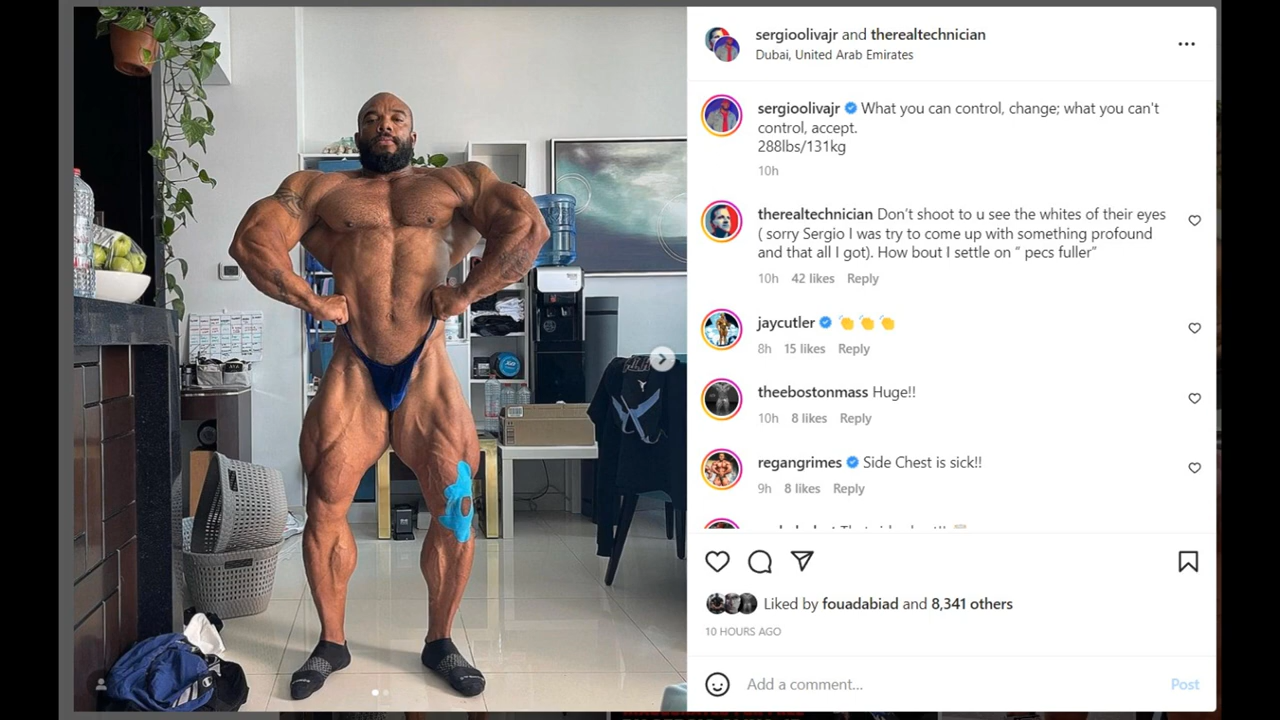 sergioolivajr and therealtechnician
Dubai, United Arab Emirates
sergioolivajr What you can control, change; what you can't
control, accept.
288lbs/131kg
10h
therealtechnician Don't shoot to u see the whites of their eyes
( sorry Sergio I was try to come up with something profound
and that all I got). How bout I settle on “ pecs fuller”
10h 42 likes Reply
jaycutler 👏👏👏
8h 15 likes Reply
theebostonmass Huge!!
10h 8 likes Reply
regangrimes Side Chest is sick!!
9h 8 likes Reply
Liked by fouadabiad and 8,341 others
10 HOURS AGO
Add a comment... Post